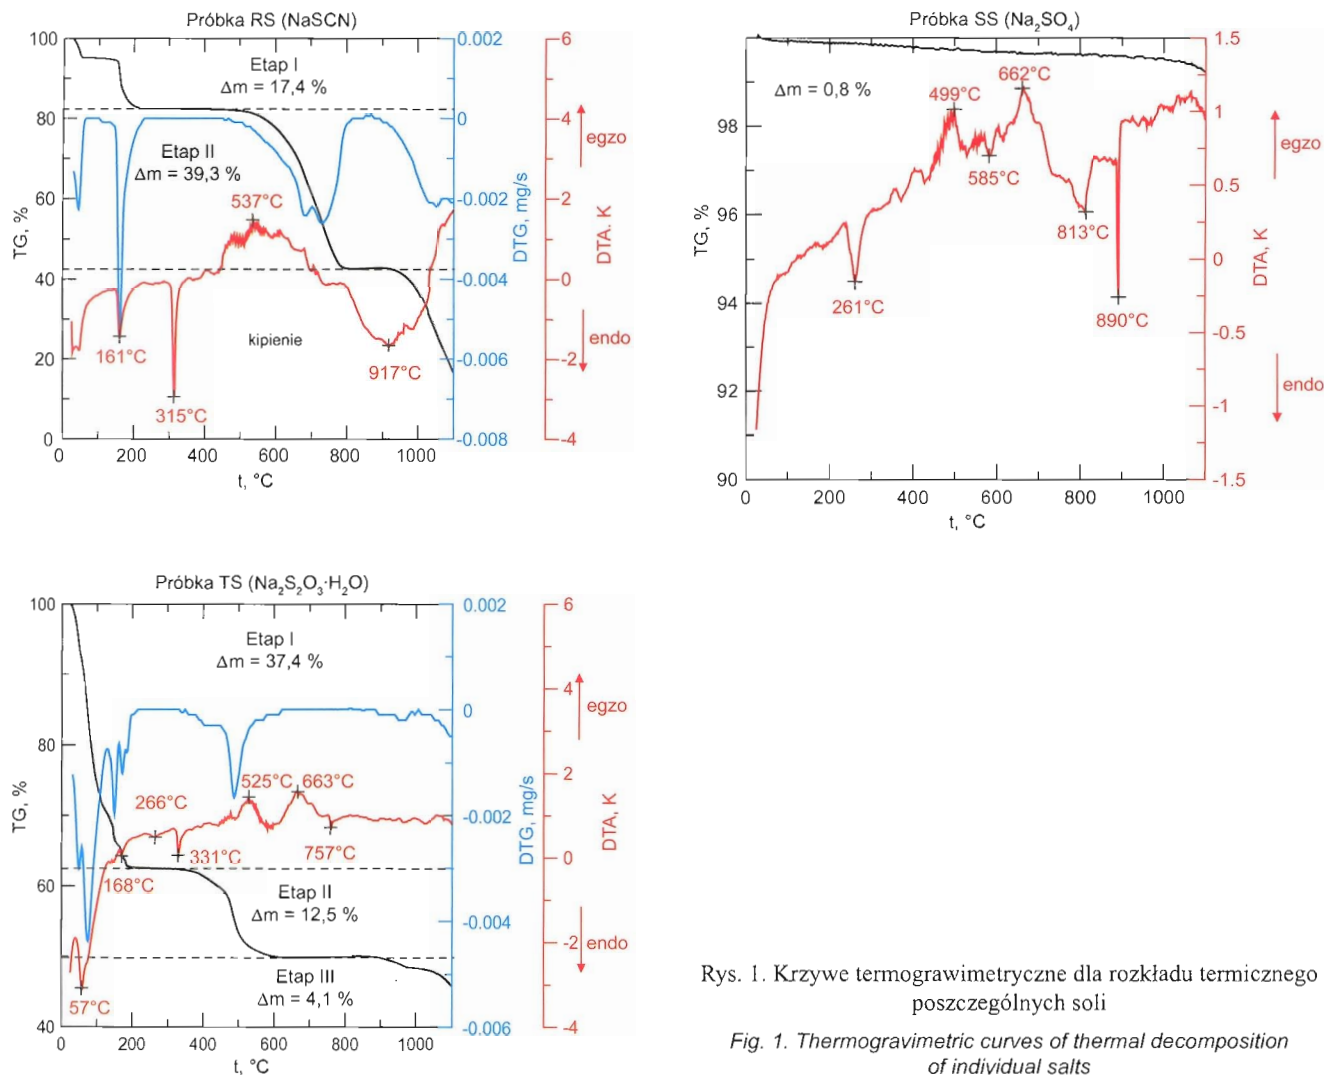 Próbka RS (NaSCN)
100
80
60
40
20
0
TG, %
0
200
400
600
800
1000
t, °C
Etap I
Δm = 17,4 %
Etap II
Δm = 39,3 %
537°C
161°C
315°C
kipienie
917°C
0.002
0
-0.002
-0.004
-0.006
-0.008
DTG, mg/s
6
4
2
0
-2
-4
DTA. K
egzo
endo
Próbka SS (Na₂SO₄)
98
96
94
92
90
TG, %
0
200
400
600
800
1000
t, °C
Δm = 0,8 %
499°C
662°C
585°C
813°C
261°C
890°C
1.5
1
0.5
0
-0.5
-1
-1.5
DTA, K
egzo
endo
Próbka TS (Na₂S₂O₃·H₂O)
100
80
60
40
TG, %
0
200
400
600
800
1000
t, °C
Etap I
Δm = 37,4 %
525°C
663°C
266°C
331°C
757°C
168°C
57°C
Etap II
Δm = 12,5 %
Etap III
Δm = 4,1 %
0.002
0
-0.002
-0.004
-0.006
DTG, mg/s
6
4
2
0
-2
-4
DTA, K
egzo
endo
Rys. 1. Krzywe termograwimetryczne dla rozkładu termicznego
poszczególnych soli
Fig. 1. Thermogravimetric curves of thermal decomposition
of individual salts